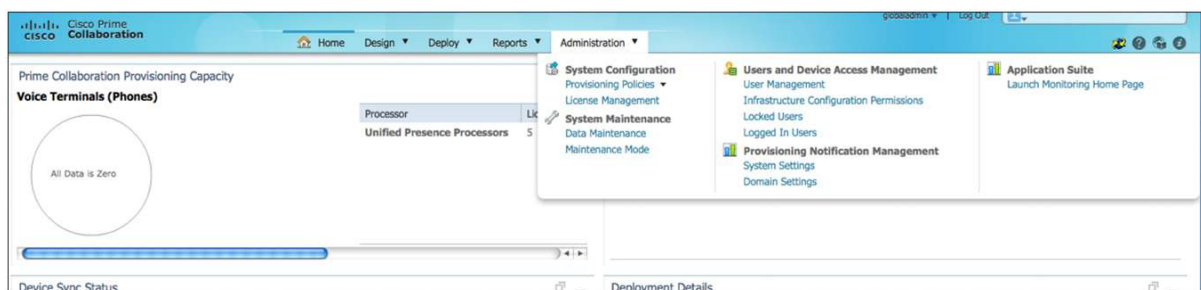 Cisco Prime
CISCO Collaboration
globaladmin | Log Out
Home Design Deploy Reports Administration
Prime Collaboration Provisioning Capacity
Voice Terminals (Phones)
All Data is Zero
Processor
Unified Presence Processors 5
System Configuration
Provisioning Policies
License Management
System Maintenance
Data Maintenance
Maintenance Mode
Users and Device Access Management
User Management
Infrastructure Configuration Permissions
Locked Users
Logged In Users
Provisioning Notification Management
System Settings
Domain Settings
Application Suite
Launch Monitoring Home Page
Device Sync Status
Deployment Details